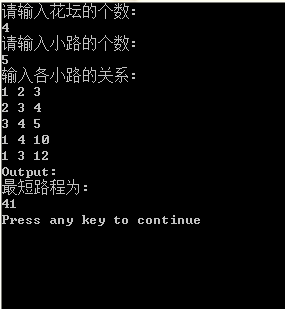 请输入花坛的个数:
4
请输入小路的个数:
5
输入各小路的关系:
1 2 3
2 3 4
3 4 5
1 4 10
1 3 12
Output:
最短路程为:
41
Press any key to continue